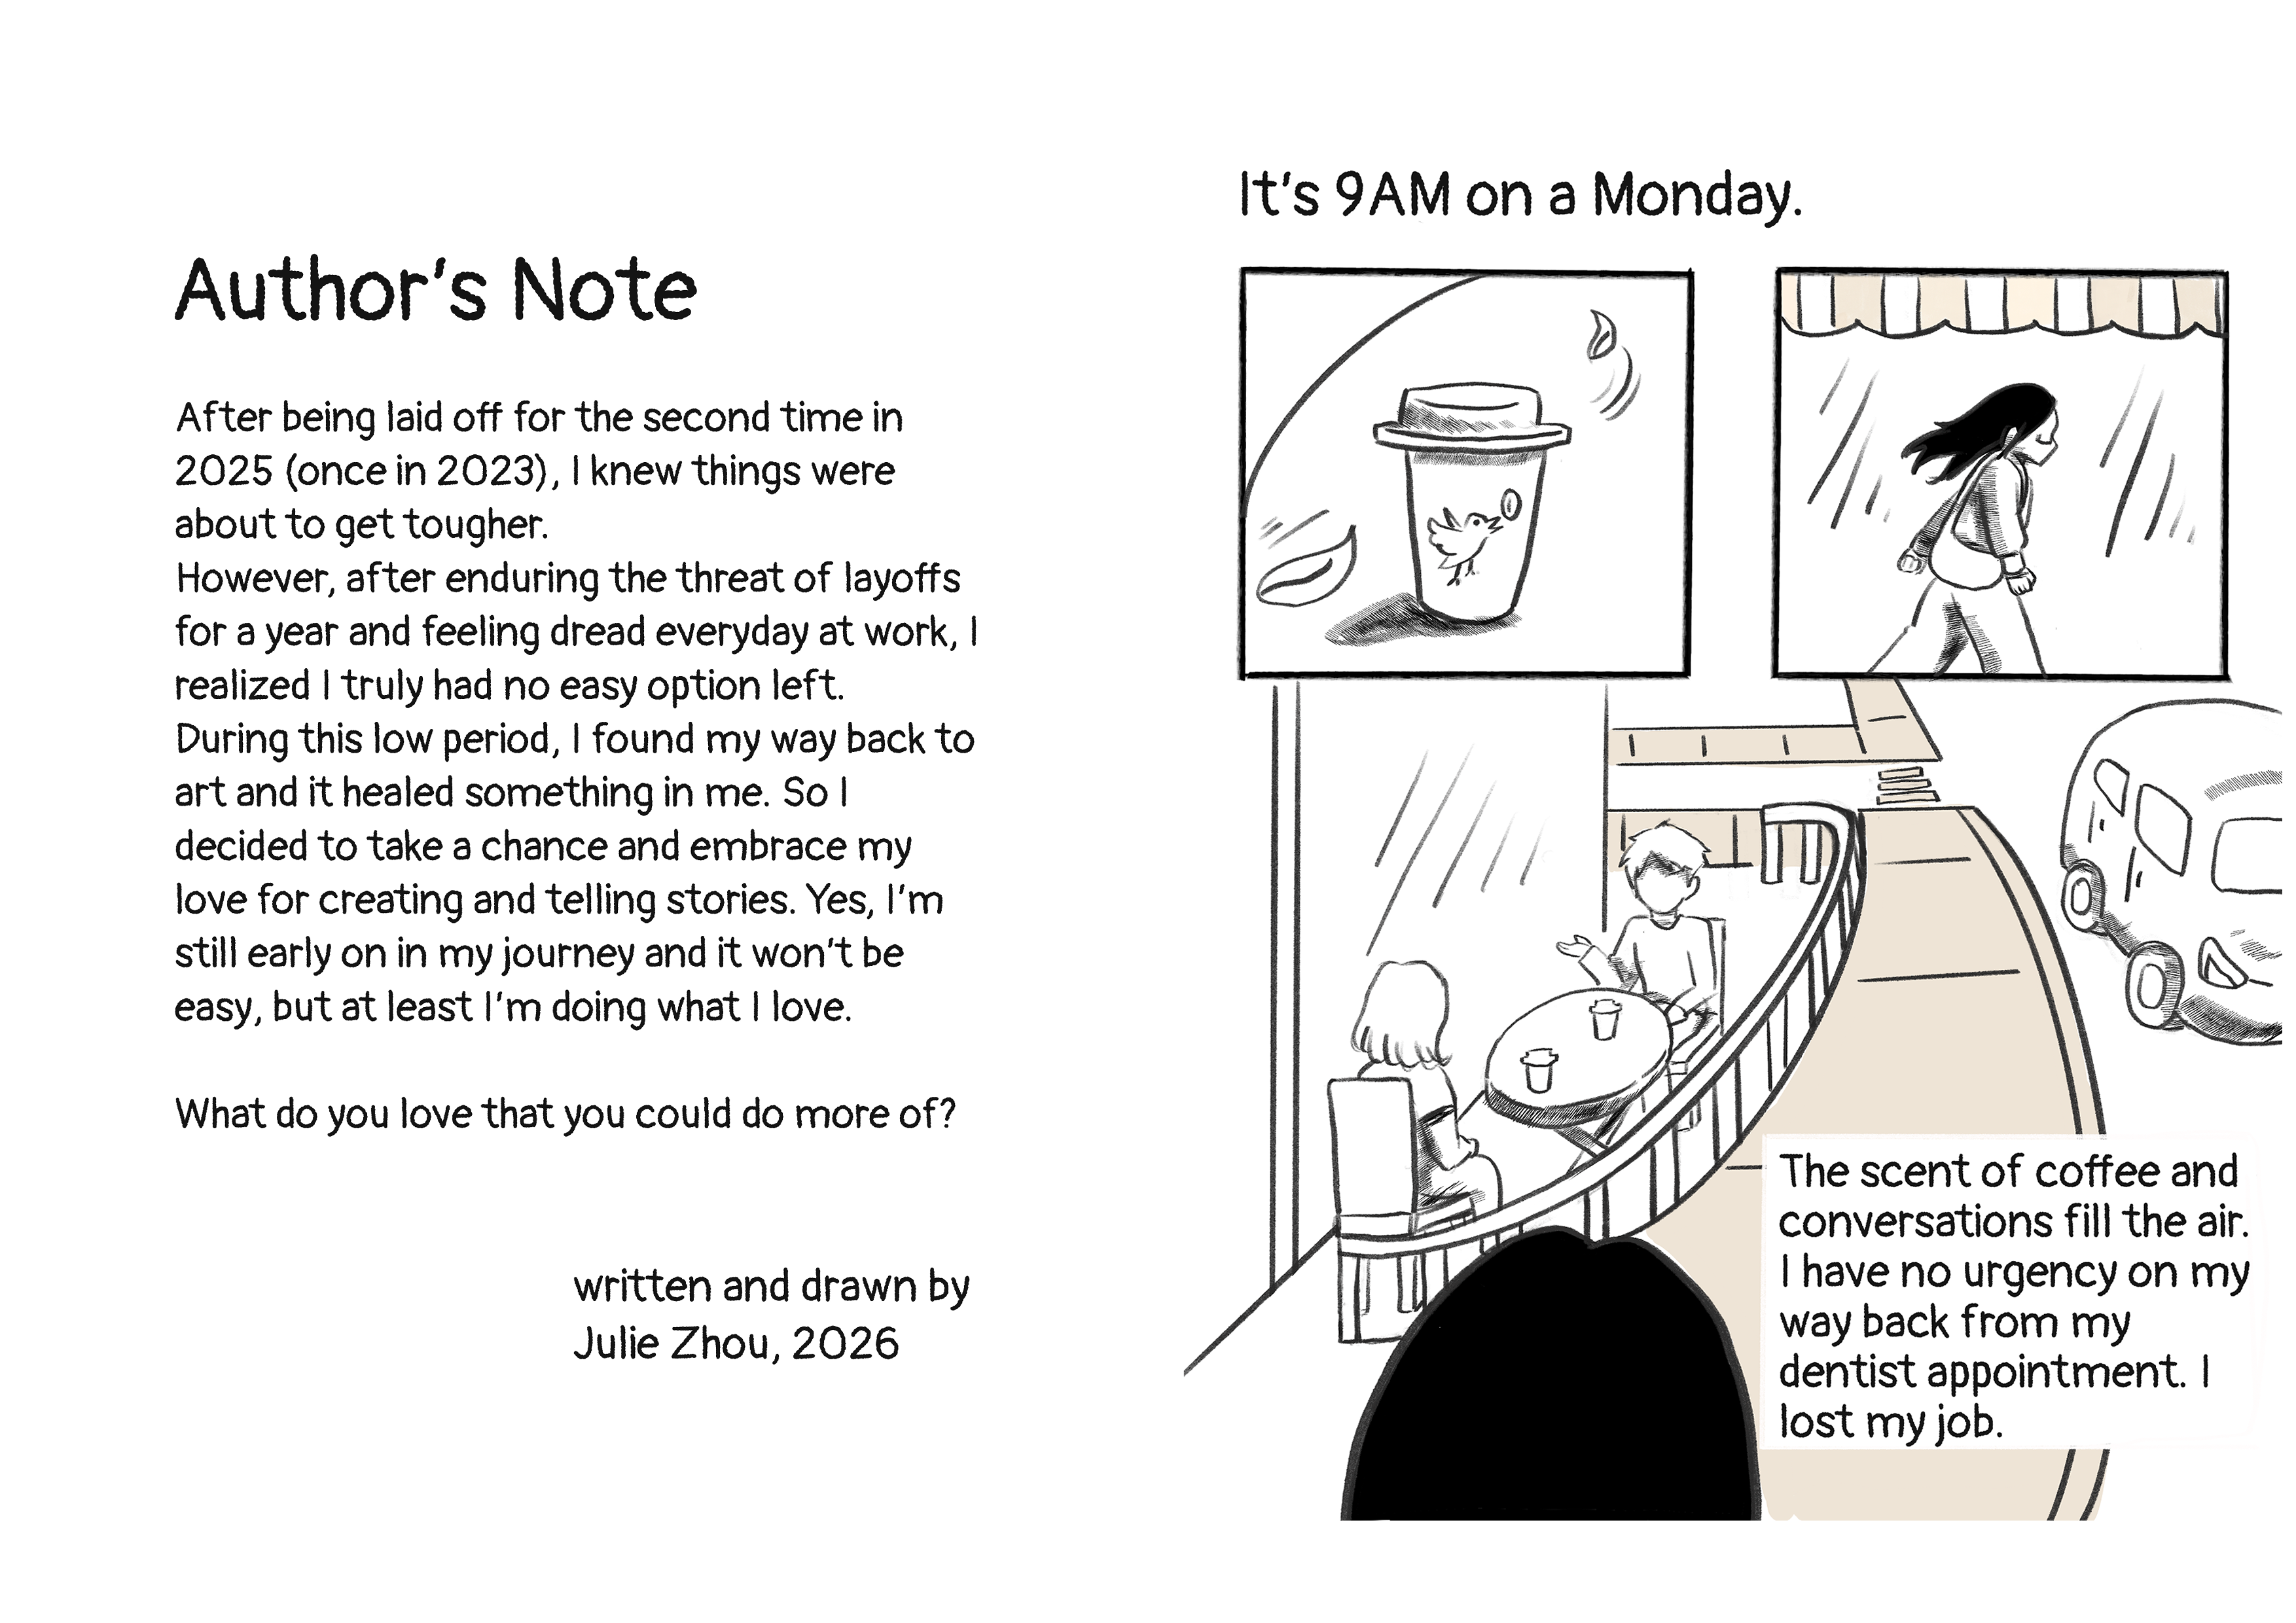 Author's Note
After being laid off for the second time in
2025 (once in 2023), I knew things were
about to get tougher.
However, after enduring the threat of layoffs
for a year and feeling dread everyday at work, I
realized I truly had no easy option left.
During this low period, I found my way back to
art and it healed something in me. So I
decided to take a chance and embrace my
love for creating and telling stories. Yes, I'm
still early on in my journey and it won't be
easy, but at least I'm doing what I love.
What do you love that you could do more of?
written and drawn by
Julie Zhou, 2026
It's 9AM on a Monday.
The scent of coffee and
conversations fill the air.
I have no urgency on my
way back from my
dentist appointment. I
lost my job.